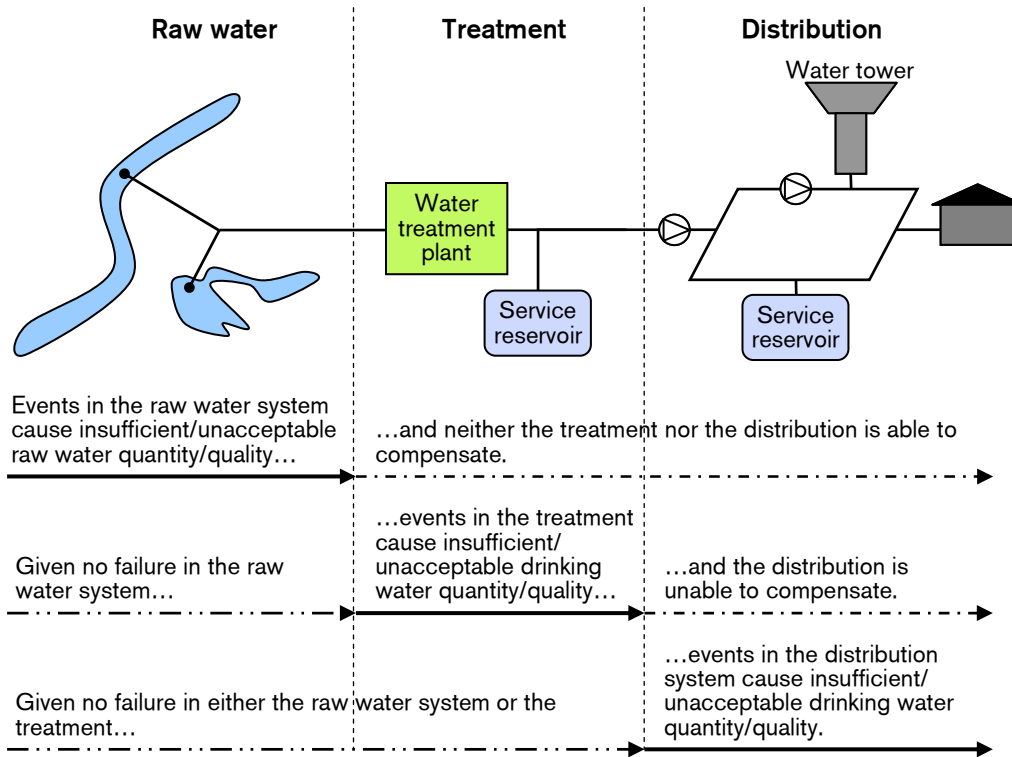 Raw water
Treatment
Distribution
Water tower
Water
treatment
plant
Service
reservoir
Service
reservoir
Events in the raw water system
cause insufficient/unacceptable
raw water quantity/quality…
…and neither the treatment nor the distribution is able to
compensate.
Given no failure in the raw
water system…
…events in the treatment
cause insufficient/
unacceptable drinking
water quantity/quality…
…and the distribution is
unable to compensate.
Given no failure in either the raw water system or the
treatment…
…events in the distribution
system cause insufficient/
unacceptable drinking water
quantity/quality.